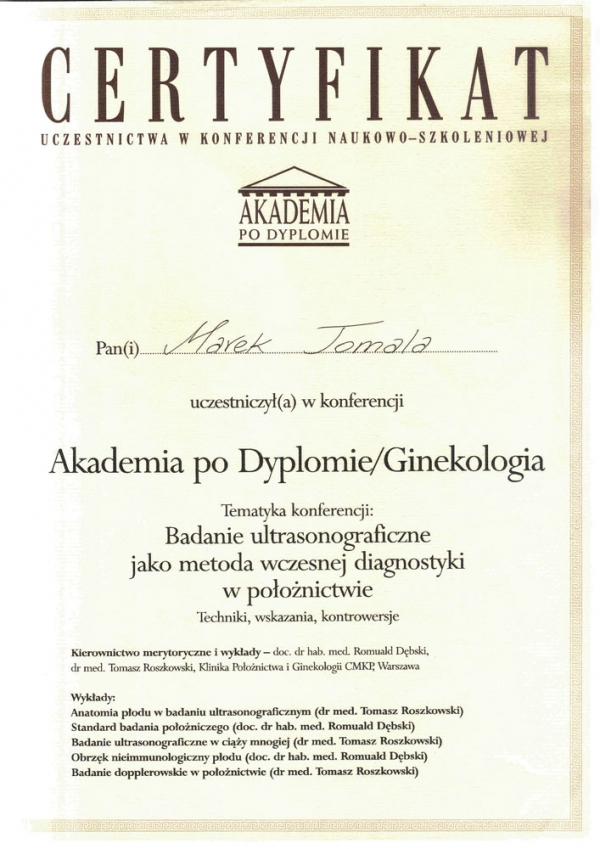 CERTYFIKAT
UCZESTNICTWA W KONFERENCJI NAUKOWO–SZKOLENIOWEJ
AKADEMIA
PO DYPLOMIE
Pan(i) Marek Tomala
uczestniczył(a) w konferencji
Akademia po Dyplomie/Ginekologia
Tematyka konferencji:
Badanie ultrasonograficzne
jako metoda wczesnej diagnostyki
w położnictwie
Techniki, wskazania, kontrowersje
Kierownictwo merytoryczne i wykłady – doc. dr hab. med. Romuald Dębski,
dr med. Tomasz Roszkowski, Klinika Położnictwa i Ginekologii CMKP, Warszawa
Wykłady:
Anatomia płodu w badaniu ultrasonograficznym (dr med. Tomasz Roszkowski)
Standard badania położniczego (doc. dr hab. med. Romuald Dębski)
Badanie ultrasonograficzne w ciąży mnogiej (dr med. Tomasz Roszkowski)
Obrzęk nieimmunologiczny płodu (doc. dr hab. med. Romuald Dębski)
Badanie dopplerowskie w położnictwie (dr med. Tomasz Roszkowski)